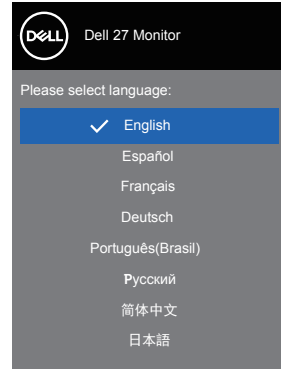 DELL
Dell 27 Monitor
Please select language:
English
Español
Français
Deutsch
Português(Brasil)
Русский
简体中文
日本語